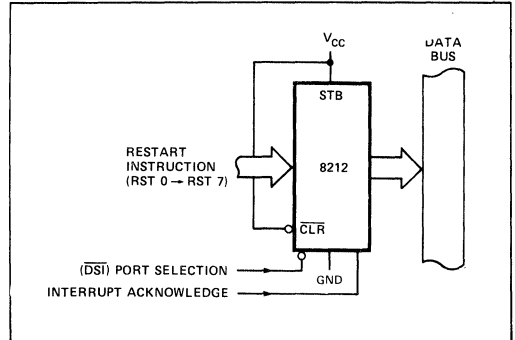 VCC
DATA
BUS
STB
RESTART
INSTRUCTION
(RST 0 → RST 7)
8212
CLR
(DSI) PORT SELECTION
GND
INTERRUPT ACKNOWLEDGE